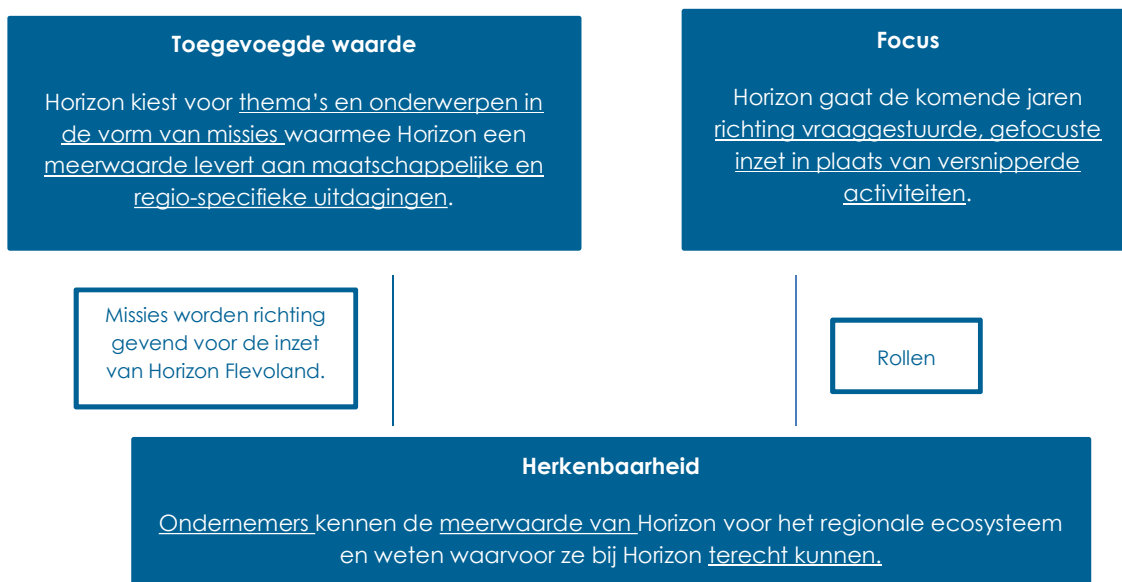 Toegevoegde waarde
Horizon kiest voor thema's en onderwerpen in
de vorm van missies waarmee Horizon een
meerwaarde levert aan maatschappelijke en
regio-specifieke uitdagingen.
Focus
Horizon gaat de komende jaren
richting vraaggestuurde, gefocuste
inzet in plaats van versnipperde
activiteiten.
Missies worden richting
gevend voor de inzet
van Horizon Flevoland.
Rollen
Herkenbaarheid
Ondernemers kennen de meerwaarde van Horizon voor het regionale ecosysteem
en weten waarvoor ze bij Horizon terecht kunnen.